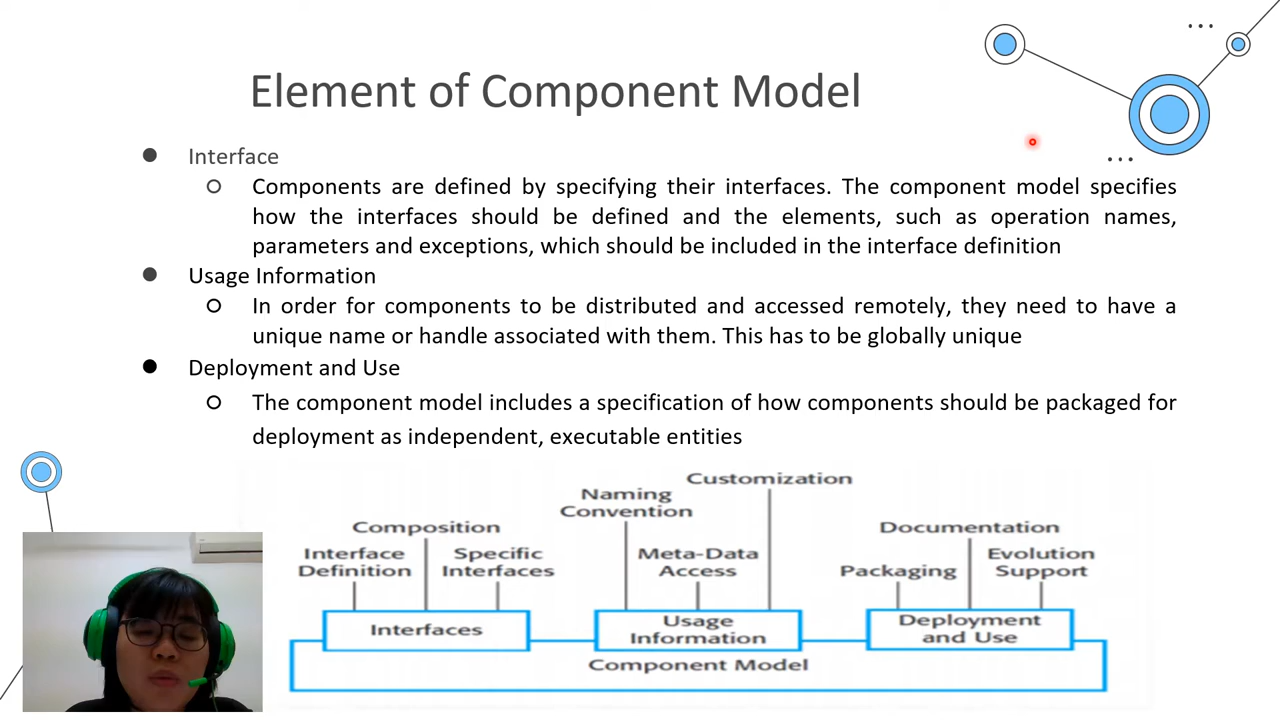 Element of Component Model
Interface
Components are defined by specifying their interfaces. The component model specifies
how the interfaces should be defined and the elements, such as operation names,
parameters and exceptions, which should be included in the interface definition
Usage Information
In order for components to be distributed and accessed remotely, they need to have a
unique name or handle associated with them. This has to be globally unique
Deployment and Use
The component model includes a specification of how components should be packaged for
deployment as independent, executable entities
Customization
Naming
Convention
Composition
Documentation
Interface
Definition
Specific
Interfaces
Meta-Data
Access
Packaging
Evolution
Support
Interfaces
Usage
Information
Deployment
and Use
Component Model